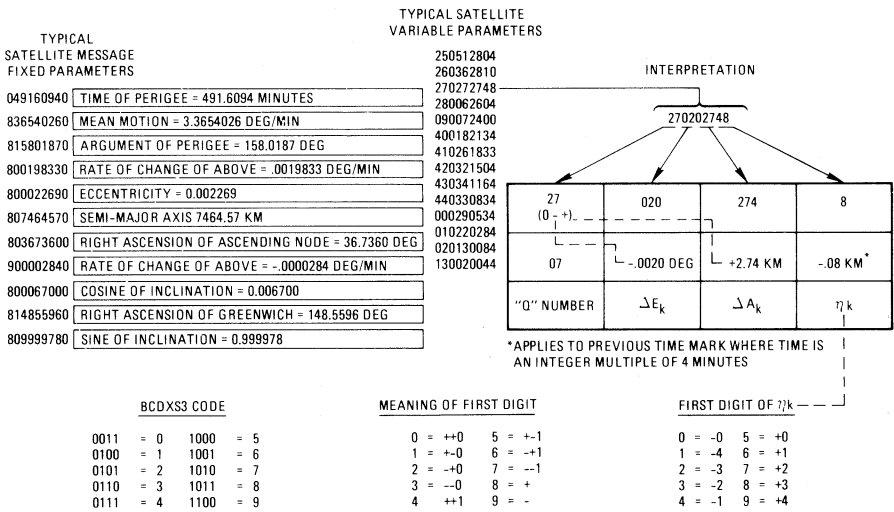 TYPICAL
SATELLITE MESSAGE
FIXED PARAMETERS
049160940 TIME OF PERIGEE = 491.6094 MINUTES
836540260 MEAN MOTION = 3.3654026 DEG/MIN
815801870 ARGUMENT OF PERIGEE = 158.0187 DEG
800198330 RATE OF CHANGE OF ABOVE = .0019833 DEG/MIN
800022690 ECCENTRICITY = 0.002269
807464570 SEMI-MAJOR AXIS 7464.57 KM
803673600 RIGHT ASCENSION OF ASCENDING NODE = 36.7360 DEG
900002840 RATE OF CHANGE OF ABOVE = -.0000284 DEG/MIN
800067000 COSINE OF INCLINATION = 0.006700
814855960 RIGHT ASCENSION OF GREENWICH = 148.5596 DEG
809999780 SINE OF INCLINATION = 0.999978
TYPICAL SATELLITE
VARIABLE PARAMETERS
250512804
260362810
270272748
280062604
090072400
400182134
410261833
420321504
430341164
440330834
000290534
010220284
020130084
130020044
INTERPRETATION
270202748
27 020 274 8
(0 - +)
07 -.0020 DEG +2.74 KM -.08 KM*
"Q" NUMBER ΔEk ΔAk ηk
*APPLIES TO PREVIOUS TIME MARK WHERE TIME IS
AN INTEGER MULTIPLE OF 4 MINUTES
BCDXS3 CODE
0011 = 0 1000 = 5
0100 = 1 1001 = 6
0101 = 2 1010 = 7
0110 = 3 1011 = 8
0111 = 4 1100 = 9
MEANING OF FIRST DIGIT
0 = ++0 5 = +-1
1 = +-0 6 = -+1
2 = -+0 7 = --1
3 = --0 8 = +
4 ++1 9 = -
FIRST DIGIT OF ηk
0 = -0 5 = +0
1 = -4 6 = +1
2 = -3 7 = +2
3 = -2 8 = +3
4 = -1 9 = +4